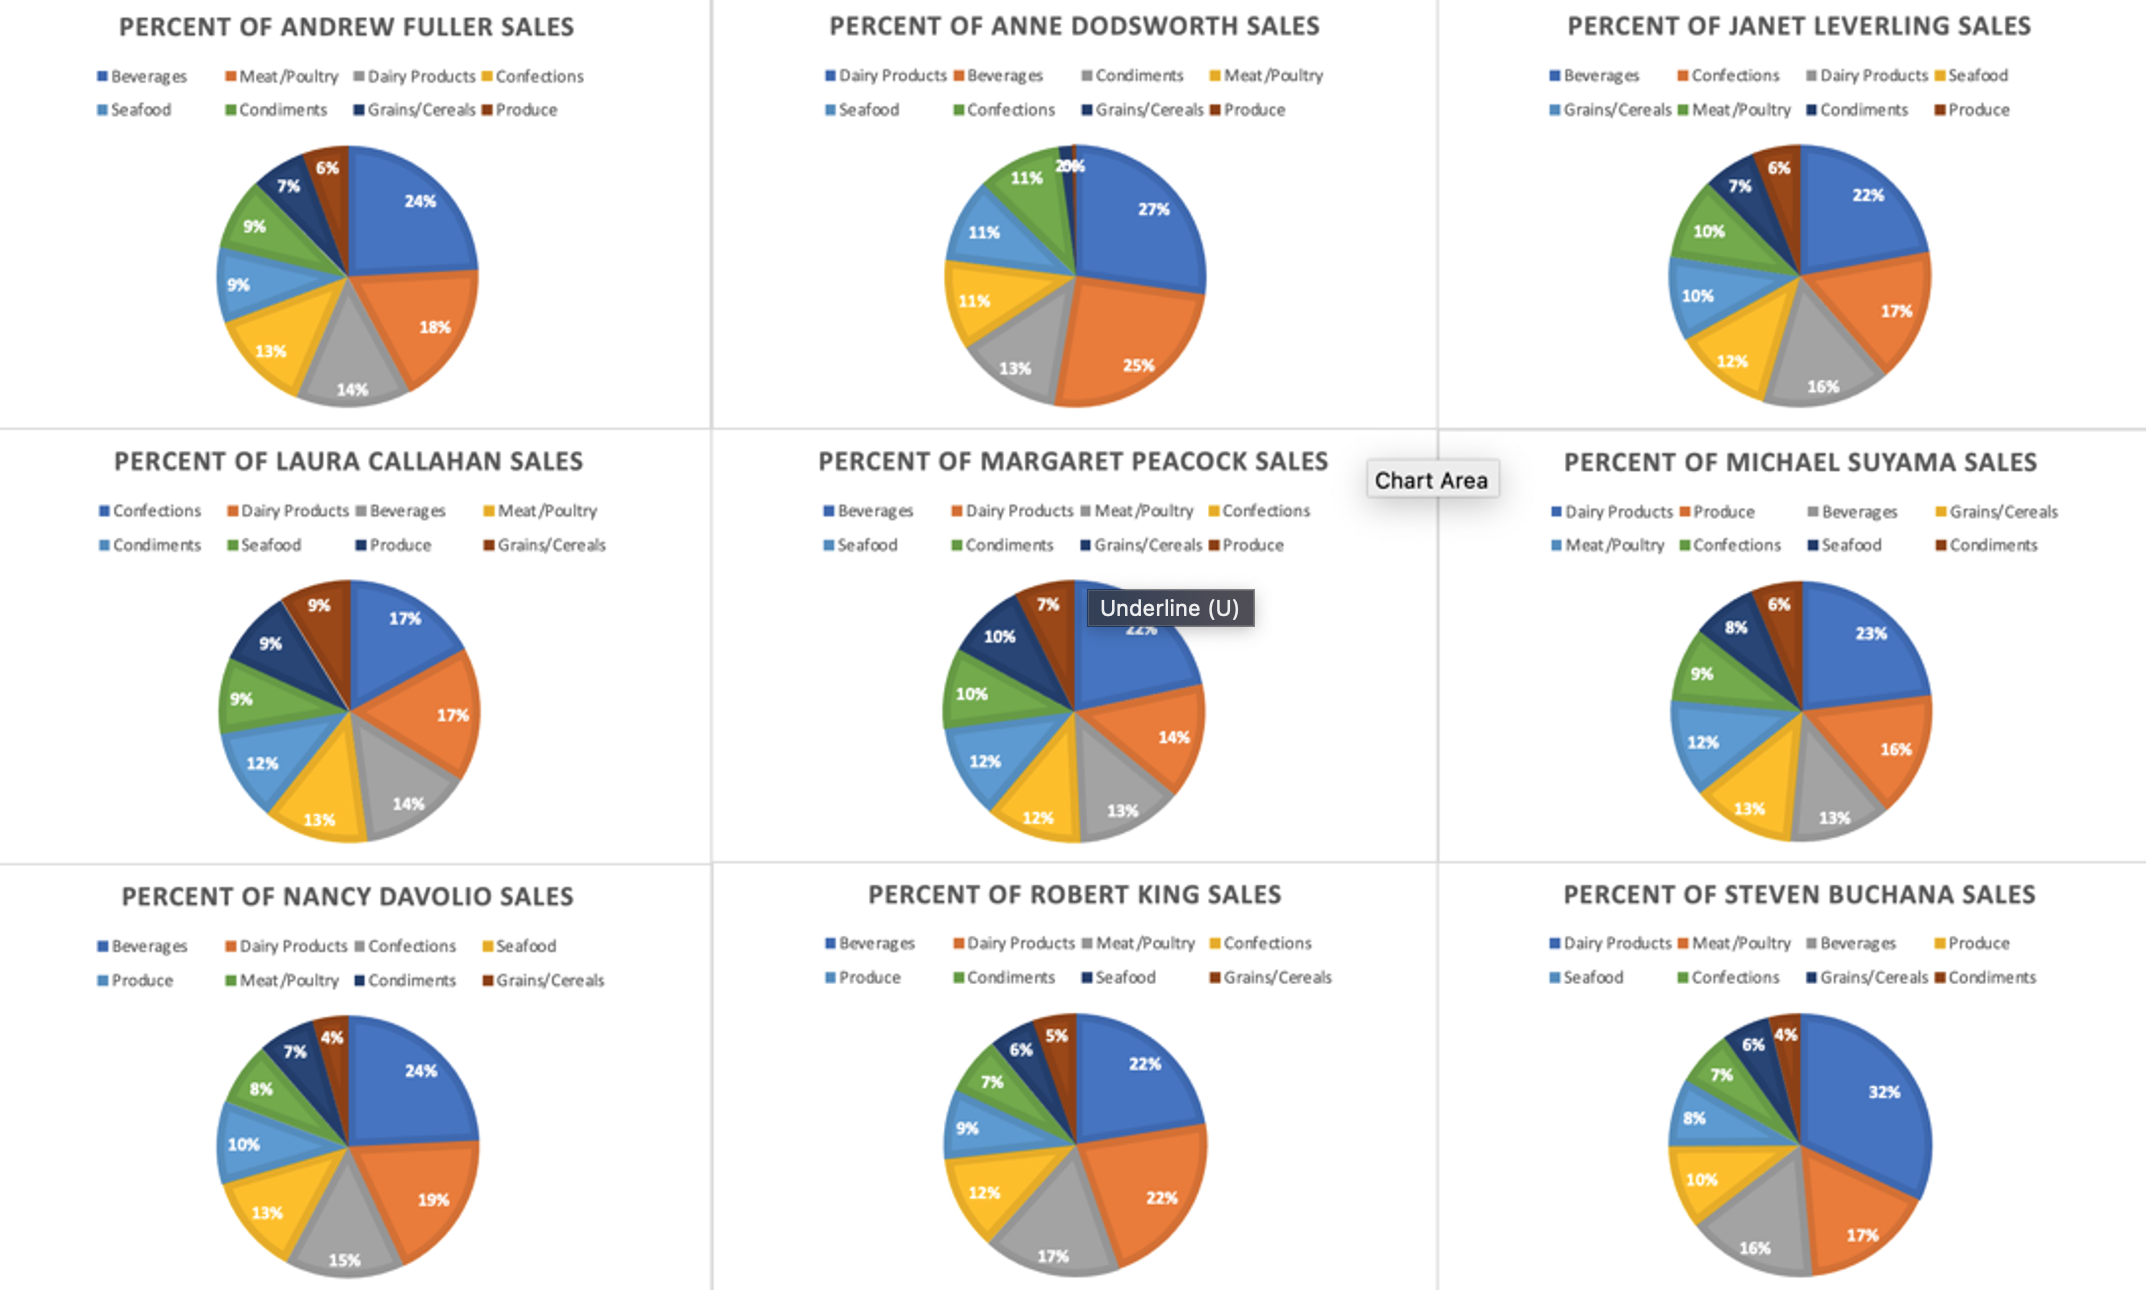 PERCENT OF ANDREW FULLER SALES
Beverages Meat/Poultry Dairy Products Confections
Seafood Condiments Grains/Cereals Produce
24%
18%
14%
13%
9%
9%
7%
6%
PERCENT OF ANNE DODSWORTH SALES
Dairy Products Beverages Condiments Meat/Poultry
Seafood Confections Grains/Cereals Produce
27%
25%
13%
11%
11%
11%
2%
0%
PERCENT OF JANET LEVERLING SALES
Beverages Confections Dairy Products Seafood
Grains/Cereals Meat/Poultry Condiments Produce
22%
17%
16%
12%
10%
10%
7%
6%
PERCENT OF LAURA CALLAHAN SALES
Confections Dairy Products Beverages Meat/Poultry
Condiments Seafood Produce Grains/Cereals
17%
17%
14%
13%
12%
9%
9%
9%
PERCENT OF MARGARET PEACOCK SALES
Beverages Dairy Products Meat/Poultry Confections
Seafood Condiments Grains/Cereals Produce
Underline (U)
22%
14%
13%
12%
12%
10%
10%
7%
Chart Area
PERCENT OF MICHAEL SUYAMA SALES
Dairy Products Produce Beverages Grains/Cereals
Meat/Poultry Confections Seafood Condiments
23%
16%
13%
13%
12%
9%
8%
6%
PERCENT OF NANCY DAVOLIO SALES
Beverages Dairy Products Confections Seafood
Produce Meat/Poultry Condiments Grains/Cereals
24%
19%
15%
13%
10%
8%
7%
4%
PERCENT OF ROBERT KING SALES
Beverages Dairy Products Meat/Poultry Confections
Produce Condiments Seafood Grains/Cereals
22%
22%
17%
12%
9%
7%
6%
5%
PERCENT OF STEVEN BUCHANA SALES
Dairy Products Meat/Poultry Beverages Produce
Seafood Confections Grains/Cereals Condiments
32%
17%
16%
10%
8%
7%
6%
4%